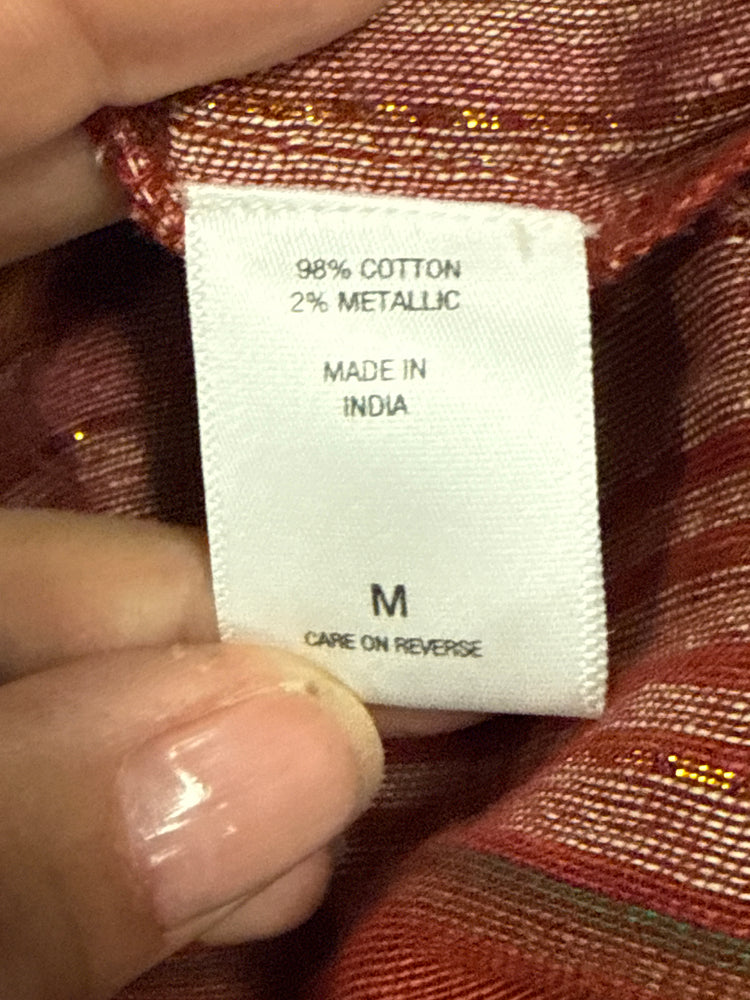 98% COTTON
2% METALLIC
MADE IN
INDIA
M
CARE ON REVERSE